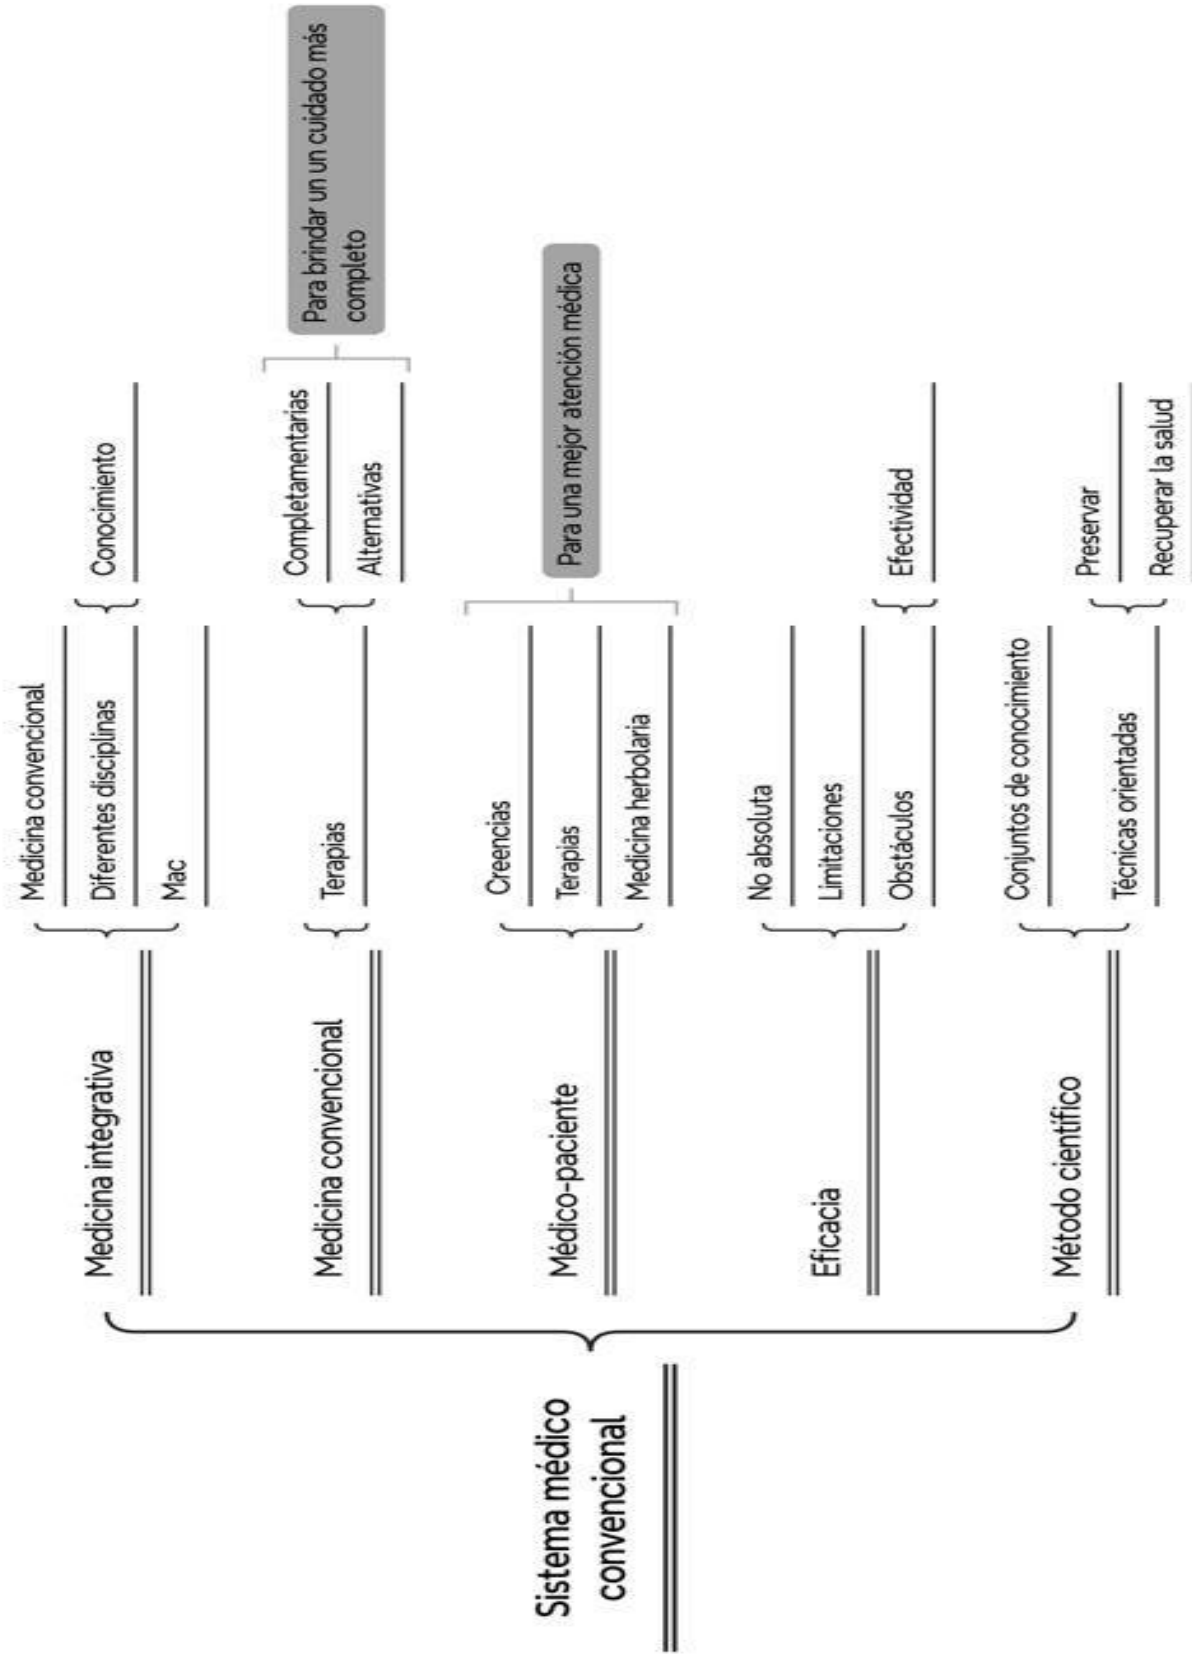 Sistema médico
convencional
Medicina integrativa
Medicina convencional
Diferentes disciplinas
Mac
Conocimiento
Medicina convencional
Terapias
Completamentarias
Alternativas
Para brindar un un cuidado más
completo
Médico-paciente
Creencias
Terapias
Medicina herbolaria
Para una mejor atención médica
Eficacia
No absoluta
Limitaciones
Obstáculos
Efectividad
Método científico
Conjuntos de conocimiento
Técnicas orientadas
Preservar
Recuperar la salud